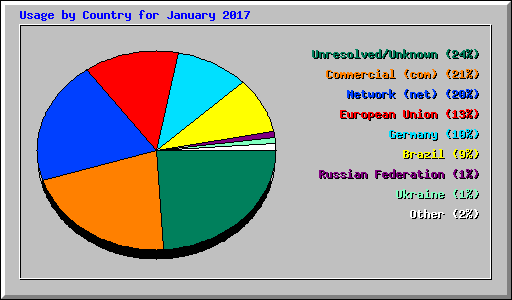 Usage by Country for January 2017
Unresolved/Unknown (24%)
Commercial (com) (21%)
Network (net) (20%)
European Union (13%)
Germany (10%)
Brazil (9%)
Russian Federation (1%)
Ukraine (1%)
Other (2%)